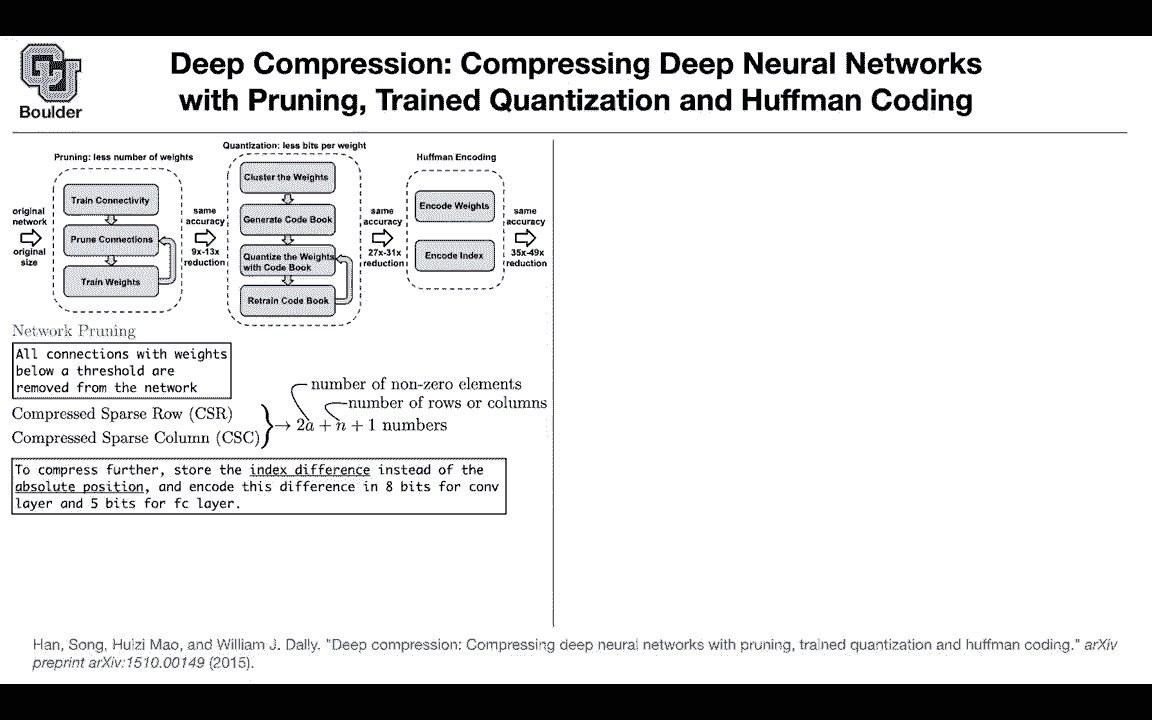 Boulder
Deep Compression: Compressing Deep Neural Networks
with Pruning, Trained Quantization and Huffman Coding
Pruning: less number of weights
Train Connectivity
Prune Connections
Train Weights
original
network
original
size
same
accuracy
9x-13x
reduction
Quantization: less bits per weight
Cluster the Weights
Generate Code Book
Quantize the Weights
with Code Book
Retrain Code Book
same
accuracy
27x-31x
reduction
Huffman Encoding
Encode Weights
Encode Index
same
accuracy
35x-49x
reduction
Network Pruning
All connections with weights
below a threshold are
removed from the network
number of non-zero elements
number of rows or columns
Compressed Sparse Row (CSR)
Compressed Sparse Column (CSC)
→ 2a + n + 1 numbers
To compress further, store the index difference instead of the
absolute position, and encode this difference in 8 bits for conv
layer and 5 bits for fc layer.
Han, Song, Huizi Mao, and William J. Dally. "Deep compression: Compressing deep neural networks with pruning, trained quantization and huffman coding." arXiv
preprint arXiv:1510.00149 (2015).